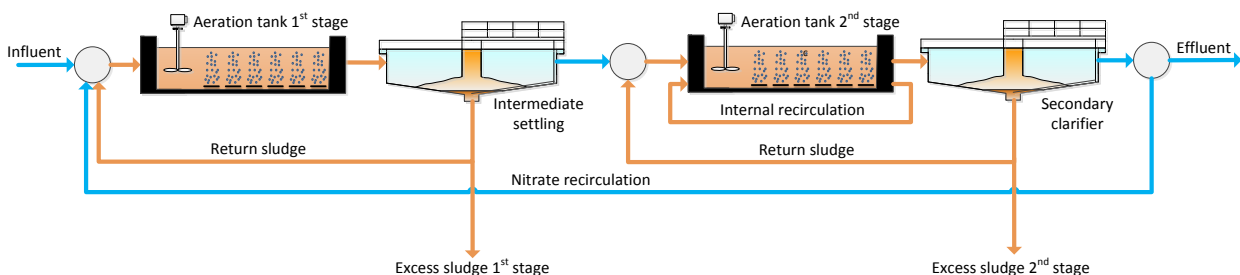 Influent
Aeration tank 1st stage
Aeration tank 2nd stage
Effluent
Intermediate
settling
Internal recirculation
Secondary
clarifier
Return sludge
Return sludge
Nitrate recirculation
Excess sludge 1st stage
Excess sludge 2nd stage